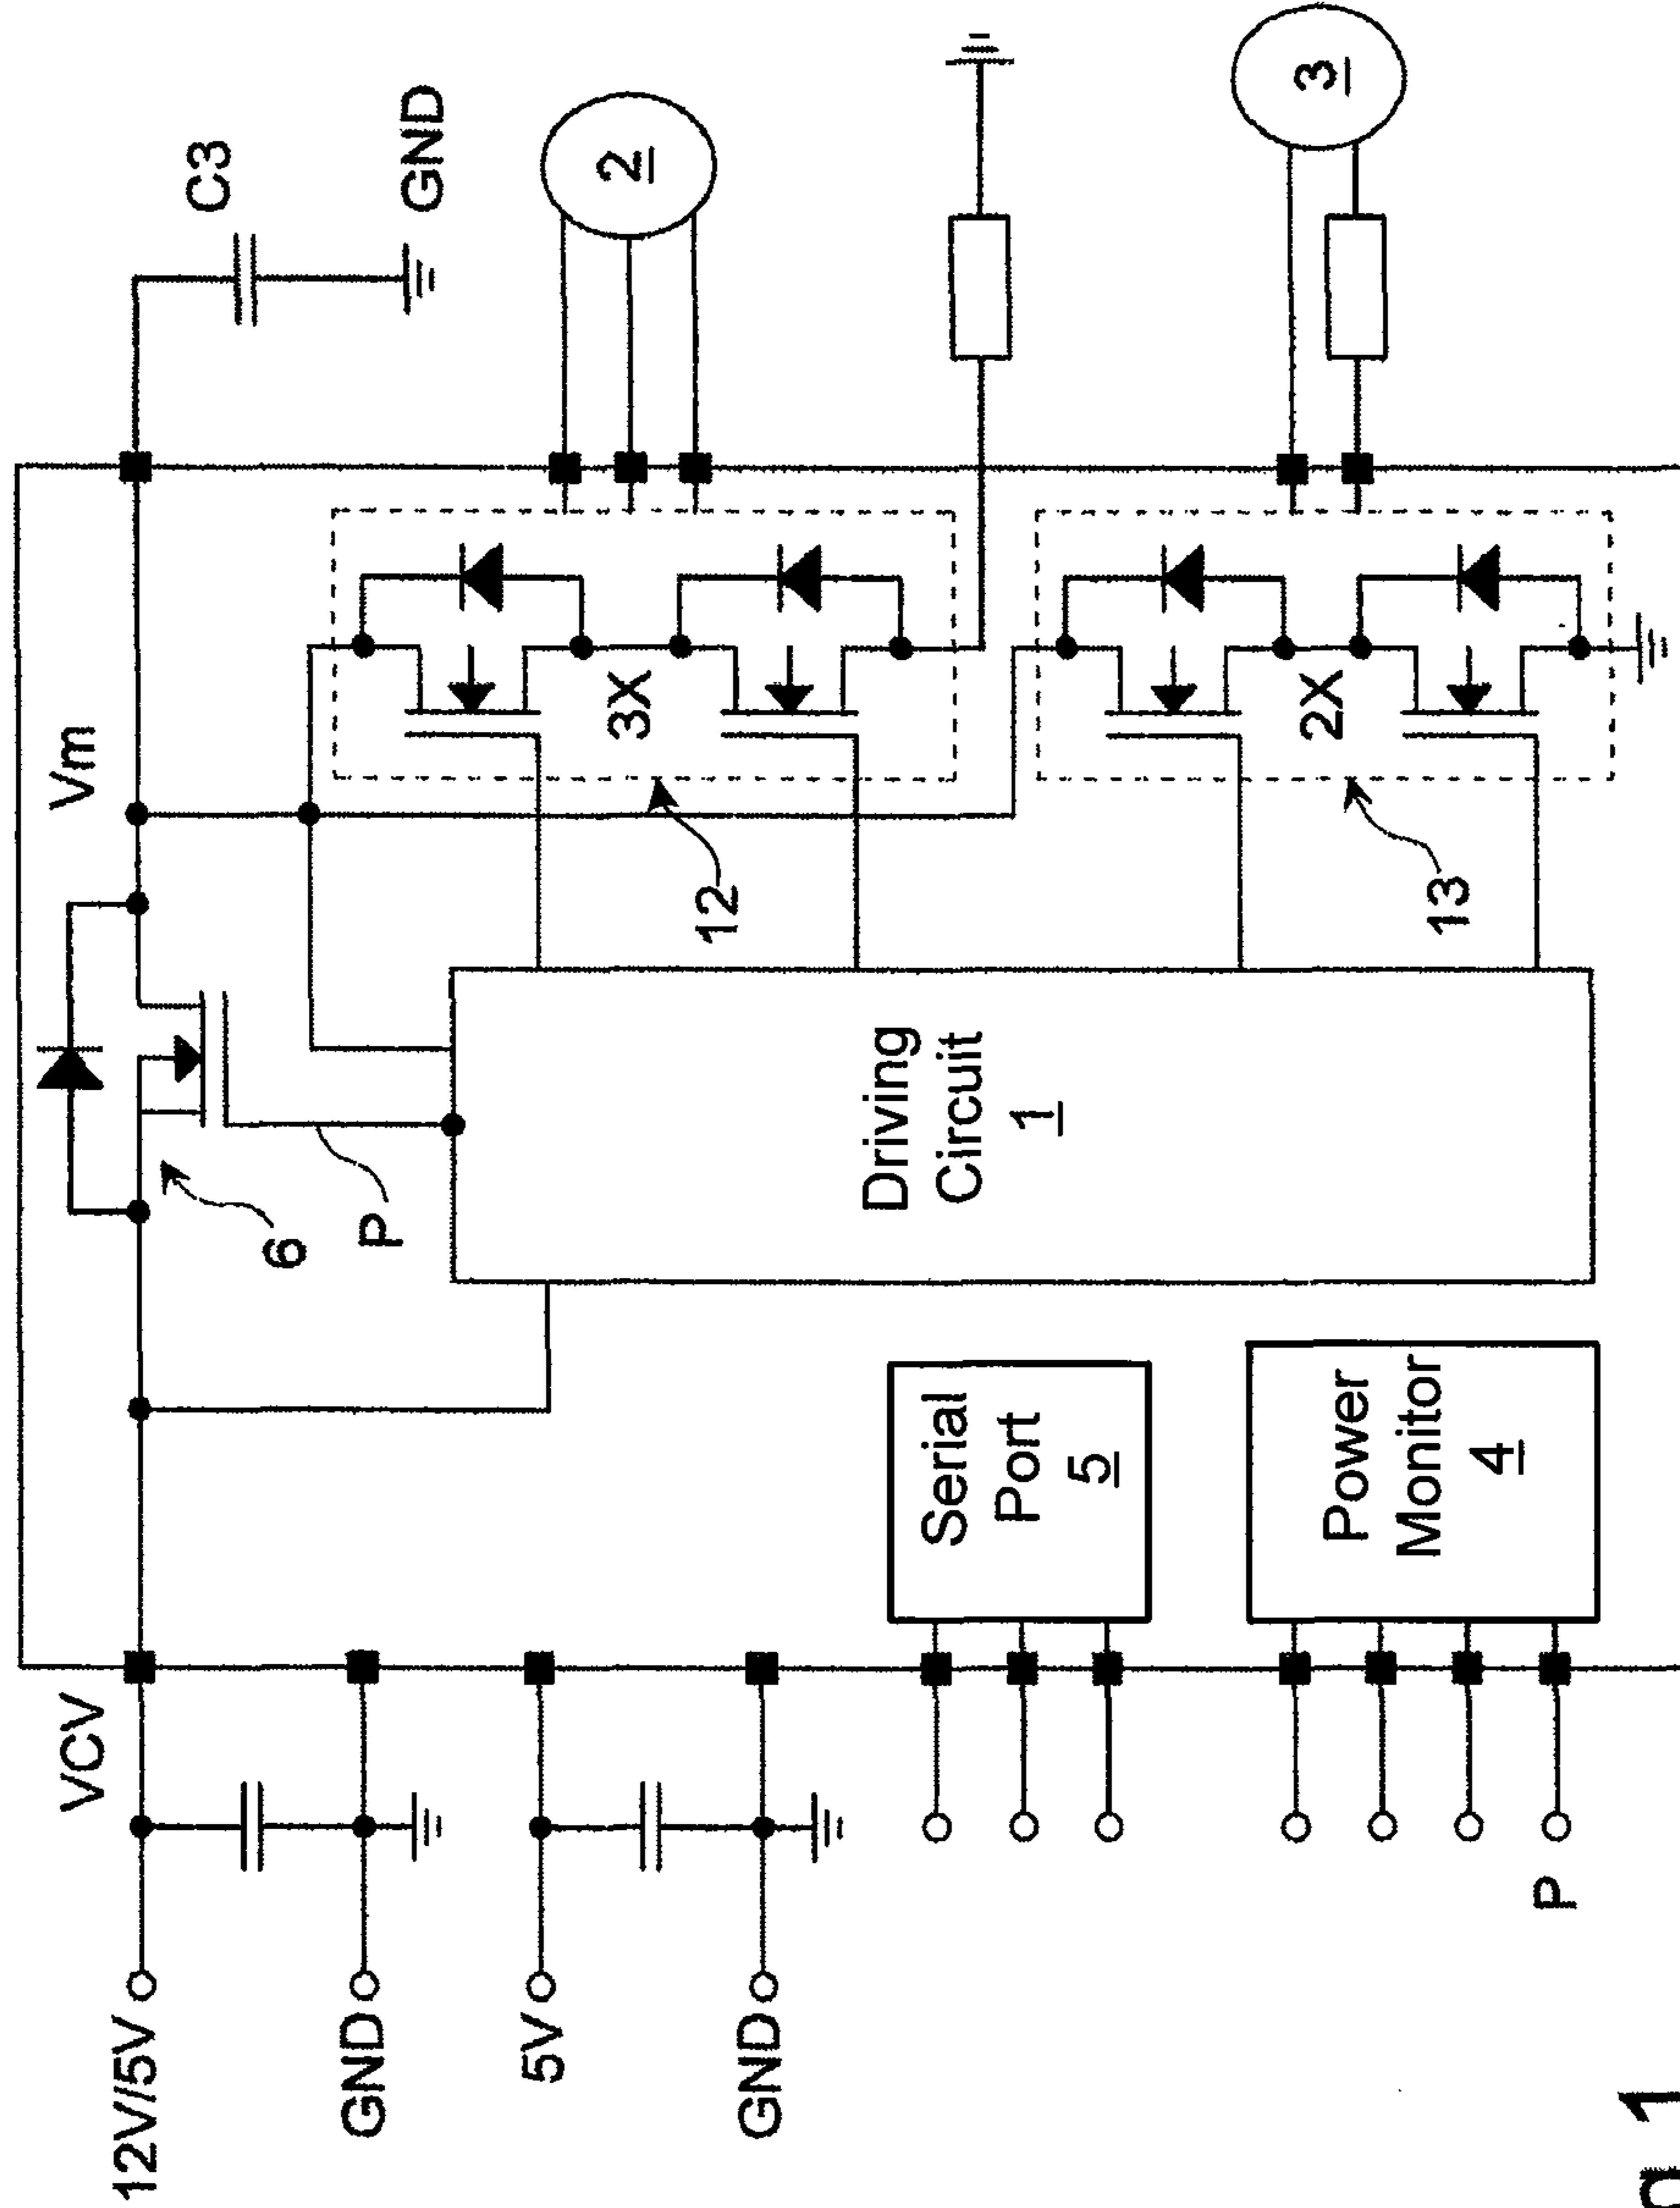 12V/5V
VCV
GND
5V
GND
P
Serial
Port
5
Power
Monitor
4
6
P
Driving
Circuit
1
Vm
12
13
3X
2X
C3
GND
2
3